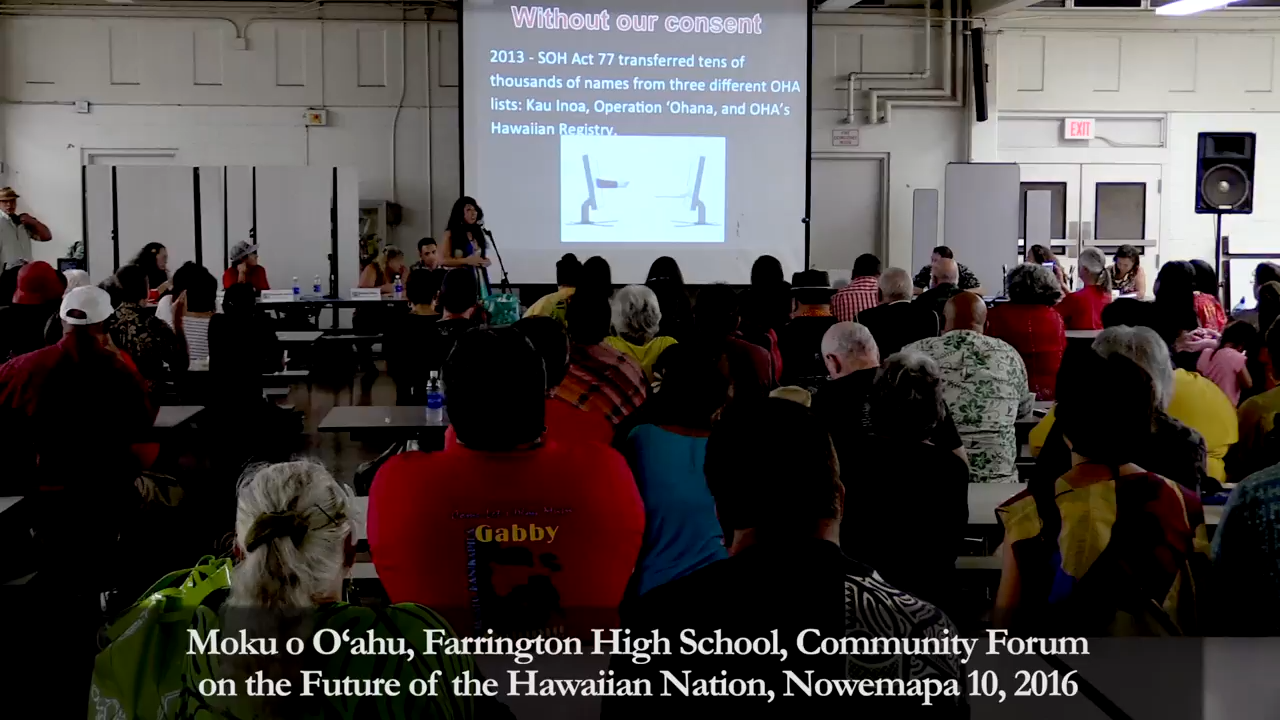 Without our consent
2013 - SOH Act 77 transferred tens of
thousands of names from three different OHA
lists: Kau Inoa, Operation ‘Ohana, and OHA’s
Hawaiian Registry.
EXIT
Gabby
Moku o O‘ahu, Farrington High School, Community Forum
on the Future of the Hawaiian Nation, Nowemapa 10, 2016